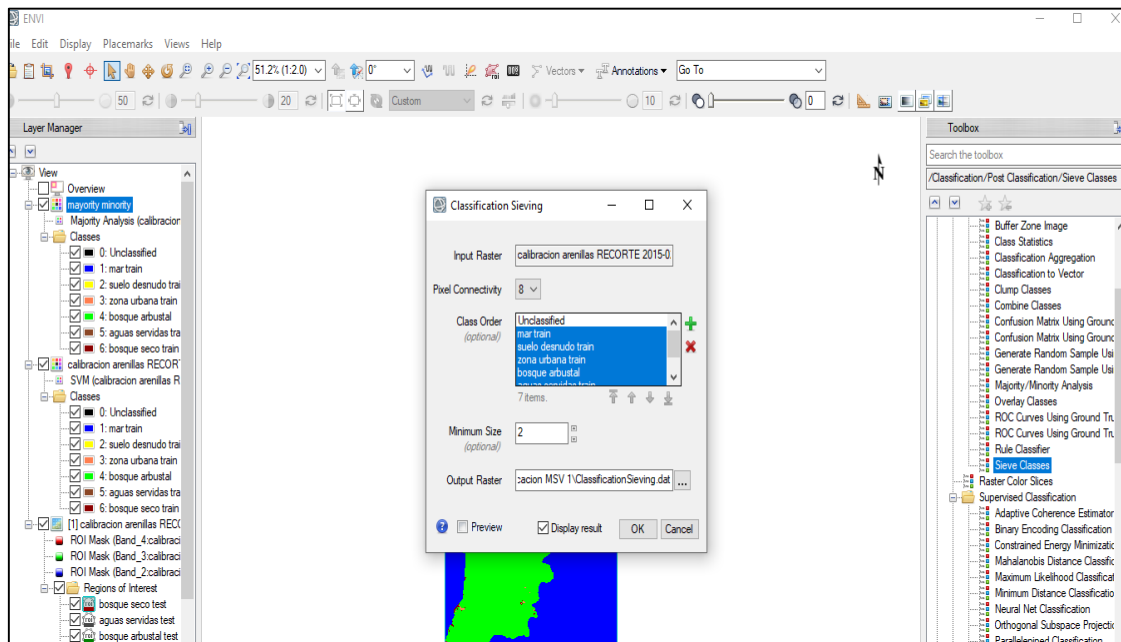 ENVI
ile Edit Display Placemarks Views Help
51.2% (1:2.0) 0° Vectors Annotations Go To
50 20 Custom 10 0
Layer Manager
View
Overview
mayority minority
Majority Analysis (calibracion
Classes
0: Unclassified
1: mar train
2: suelo desnudo trai
3: zona urbana train
4: bosque arbustal
5: aguas servidas tra
6: bosque seco train
calibracion arenillas RECOR
SVM (calibracion arenillas R
Classes
0: Unclassified
1: mar train
2: suelo desnudo trai
3: zona urbana train
4: bosque arbustal
5: aguas servidas tra
6: bosque seco train
[1] calibracion arenillas REC
ROI Mask (Band_4:calibraci
ROI Mask (Band_3:calibraci
ROI Mask (Band_2:calibraci
Regions of Interest
bosque seco test
aguas servidas test
bosque arbustal test
N
Classification Sieving
Input Raster calibracion arenillas RECORTE 2015-0
Pixel Connectivity 8
Class Order
(optional)
Unclassified
mar train
suelo desnudo train
zona urbana train
bosque arbustal
aguas servidas train
7 items.
Minimum Size 2
(optional)
Output Raster :acion MSV 1\ClassificationSieving.dat ...
Preview Display result OK Cancel
Toolbox
Search the toolbox
/Classification/Post Classification/Sieve Classes
Buffer Zone Image
Class Statistics
Classification Aggregation
Classification to Vector
Clump Classes
Combine Classes
Confusion Matrix Using Ground
Confusion Matrix Using Ground
Generate Random Sample Usi
Generate Random Sample Usi
Majority/Minority Analysis
Overlay Classes
ROC Curves Using Ground Tru
ROC Curves Using Ground Tru
Rule Classifier
Sieve Classes
Raster Color Slices
Supervised Classification
Adaptive Coherence Estimator
Binary Encoding Classification
Constrained Energy Minimizatic
Mahalanobis Distance Classific
Maximum Likelihood Classificat
Minimum Distance Classificatio
Neural Net Classification
Orthogonal Subspace Projectic
Parallelepiped Classification